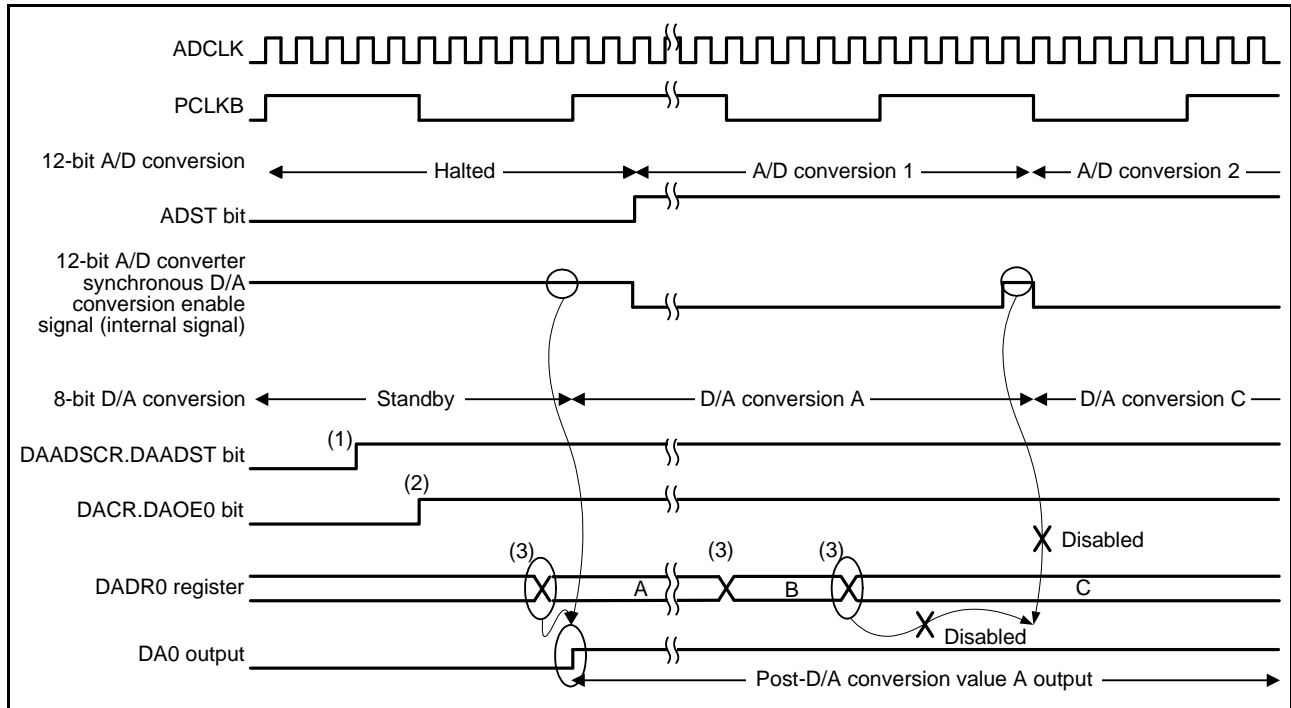 ADCLK
PCLKB
12-bit A/D conversion
Halted
A/D conversion 1
A/D conversion 2
ADST bit
12-bit A/D converter
synchronous D/A
conversion enable
signal (internal signal)
8-bit D/A conversion
Standby
D/A conversion A
D/A conversion C
(1)
DAADSCR.DAADST bit
(2)
DACR.DAOE0 bit
Disabled
(3)
(3)
(3)
DADR0 register
A
B
C
Disabled
DA0 output
Post-D/A conversion value A output